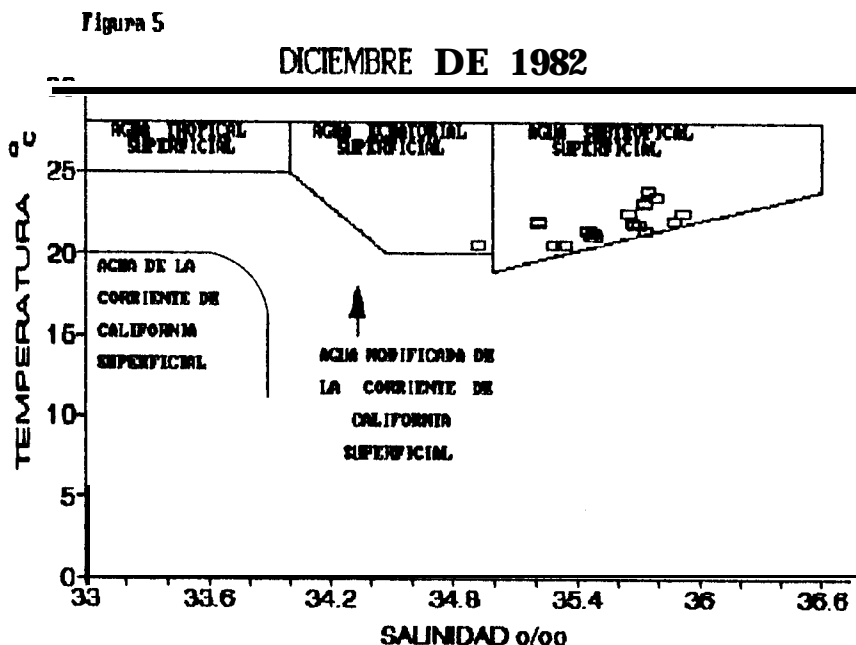 Figura 5
DICIEMBRE DE 1982
oC
AGUA TROPICAL
SUPERFICIAL
AGUA ECUATORIAL
SUPERFICIAL
AGUA SUBTROPICAL
SUPERFICIAL
25
20
15
10
5
0
TEMPERATURA
AGUA DE LA
CORRIENTE DE
CALIFORNIA
SUPERFICIAL
AGUA MODIFICADA DE
LA CORRIENTE DE
CALIFORNIA
SUPERFICIAL
33 33.6 34.2 34.8 35.4 36 36.6
SALINIDAD o/oo